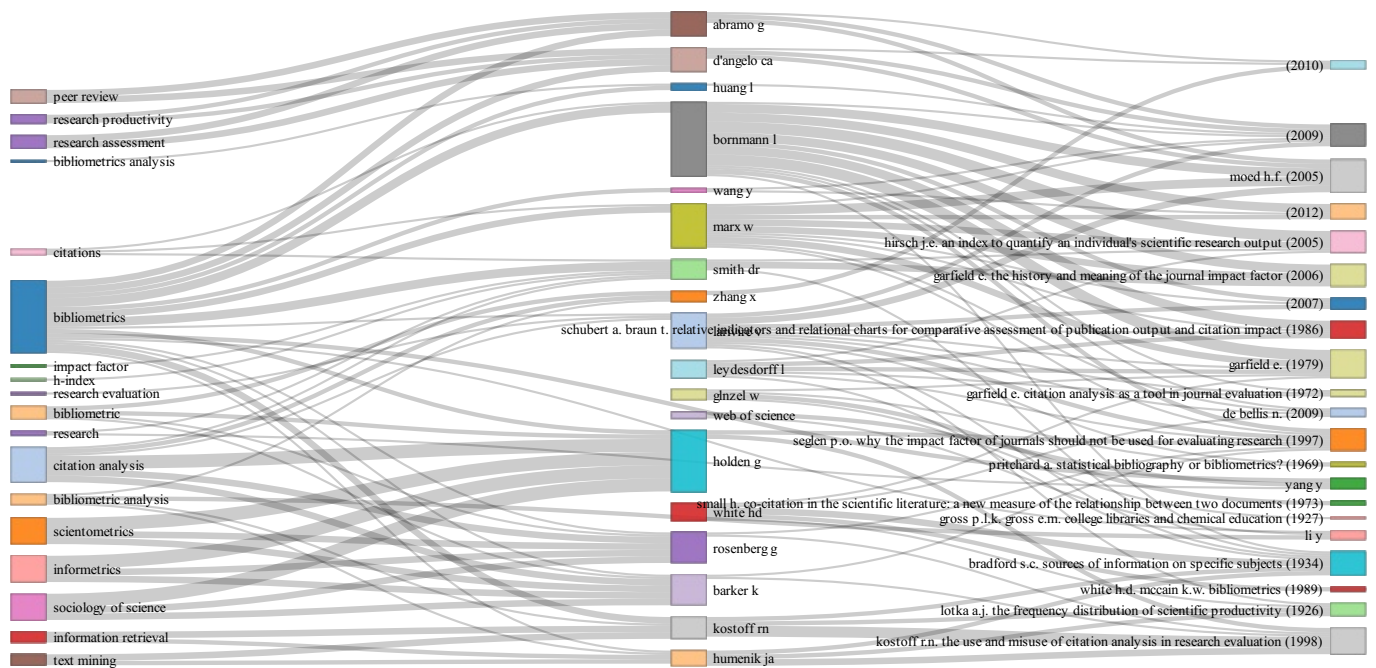 peer review
research productivity
research assessment
bibliometrics analysis
citations
bibliometrics
impact factor
h-index
research evaluation
bibliometric
research
citation analysis
bibliometric analysis
scientometrics
informetrics
sociology of science
information retrieval
text mining
abramo g
d'angelo ca
huang l
bornmann l
wang y
marx w
smith dr
zhang x
leydesdorff l
glnzel w
web of science
holden g
white hd
rosenberg g
barker k
kostoff rn
humenik ja
(2010)
(2009)
moed h.f. (2005)
(2012)
hirsch j.e. an index to quantify an individual's scientific research output (2005)
garfield e. the history and meaning of the journal impact factor (2006)
(2007)
schubert a. braun t. relative indicators and relational charts for comparative assessment of publication output and citation impact (1986)
garfield e. (1979)
garfield e. citation analysis as a tool in journal evaluation (1972)
de bellis n. (2009)
seglen p.o. why the impact factor of journals should not be used for evaluating research (1997)
pritchard a. statistical bibliography or bibliometrics? (1969)
yang y
small h. co-citation in the scientific literature: a new measure of the relationship between two documents (1973)
gross p.l.k. gross e.m. college libraries and chemical education (1927)
li y
bradford s.c. sources of information on specific subjects (1934)
white h.d. mccain k.w. bibliometrics (1989)
lotka a.j. the frequency distribution of scientific productivity (1926)
kostoff r.n. the use and misuse of citation analysis in research evaluation (1998)